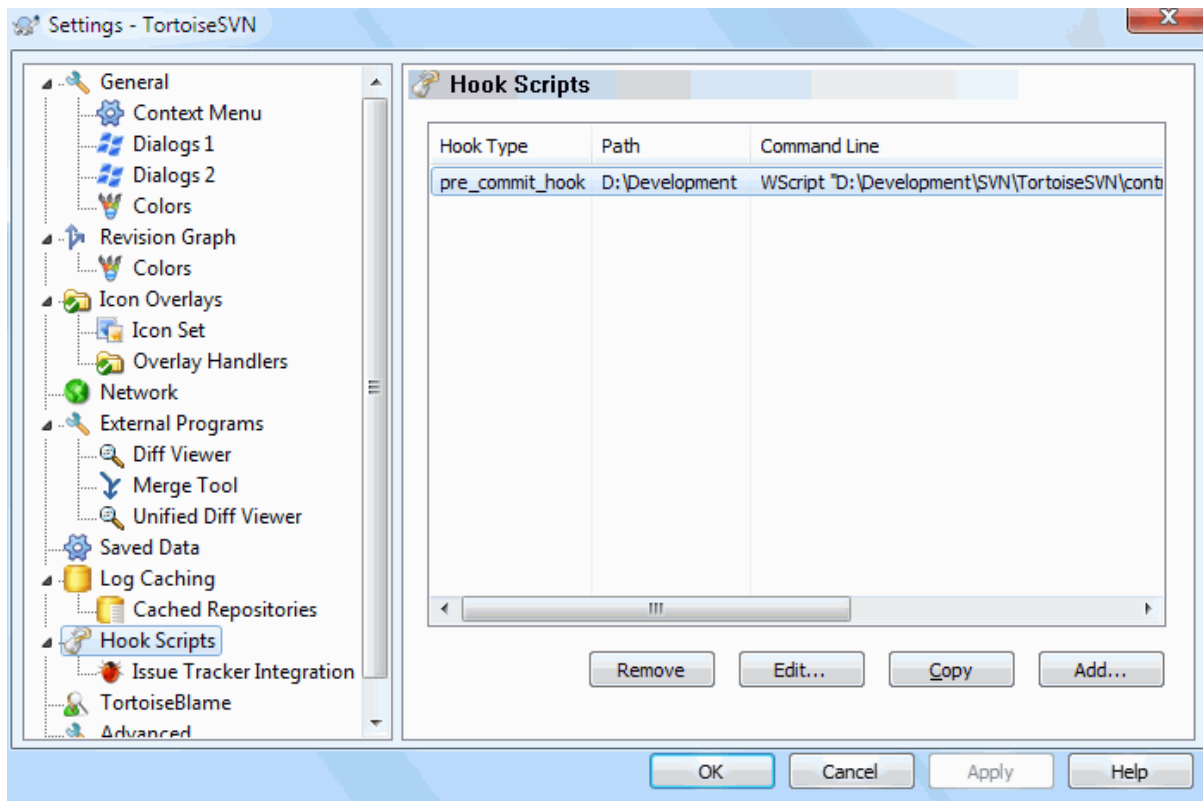 Settings - TortoiseSVN
General
Context Menu
Dialogs 1
Dialogs 2
Colors
Revision Graph
Colors
Icon Overlays
Icon Set
Overlay Handlers
Network
External Programs
Diff Viewer
Merge Tool
Unified Diff Viewer
Saved Data
Log Caching
Cached Repositories
Hook Scripts
Issue Tracker Integration
TortoiseBlame
Advanced
Hook Scripts
Hook Type Path Command Line
pre_commit_hook D:\Development WScript "D:\Development\SVN\TortoiseSVN\cont
Remove Edit... Copy Add...
OK Cancel Apply Help